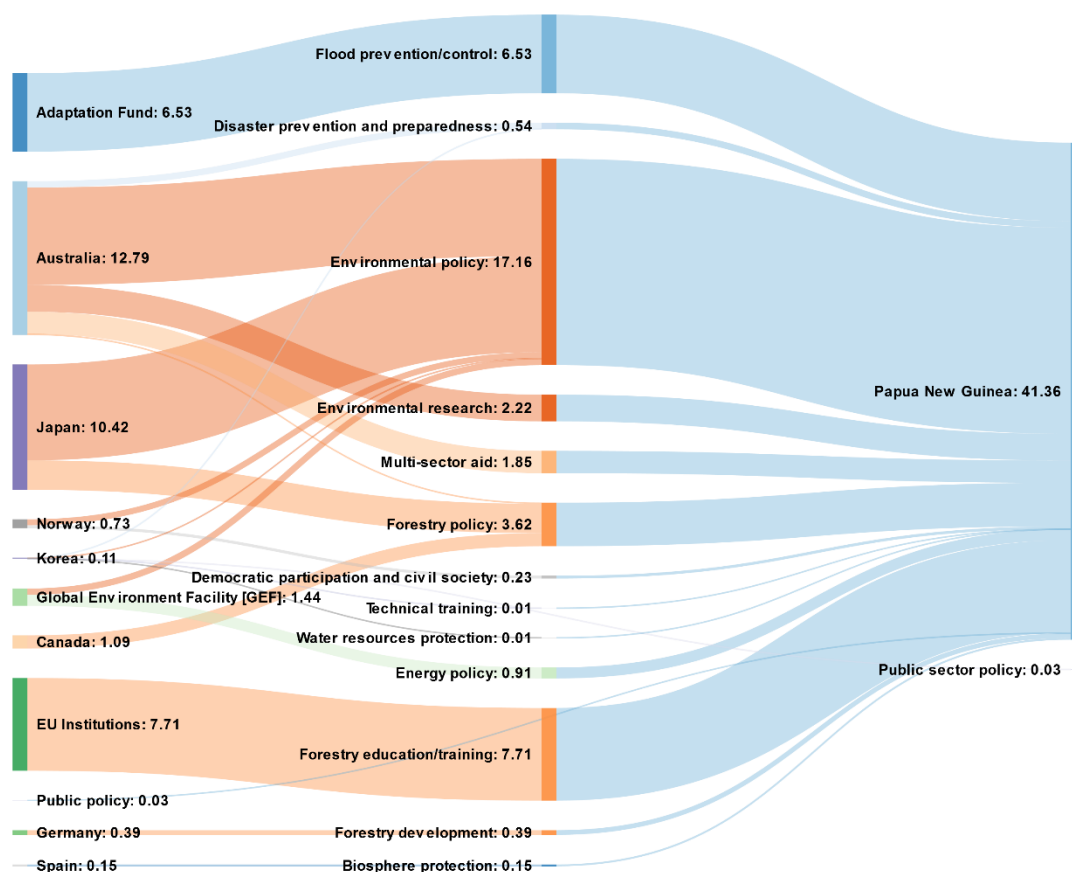 Flood prevention/control: 6.53
Adaptation Fund: 6.53
Disaster prevention and preparedness: 0.54
Australia: 12.79
Environmental policy: 17.16
Papua New Guinea: 41.36
Environmental research: 2.22
Japan: 10.42
Multi-sector aid: 1.85
Norway: 0.73
Forestry policy: 3.62
Korea: 0.11
Democratic participation and civil society: 0.23
Global Environment Facility [GEF]: 1.44
Technical training: 0.01
Canada: 1.09
Water resources protection: 0.01
Energy policy: 0.91
Public sector policy: 0.03
EU Institutions: 7.71
Forestry education/training: 7.71
Public policy: 0.03
Germany: 0.39
Forestry development: 0.39
Spain: 0.15
Biosphere protection: 0.15